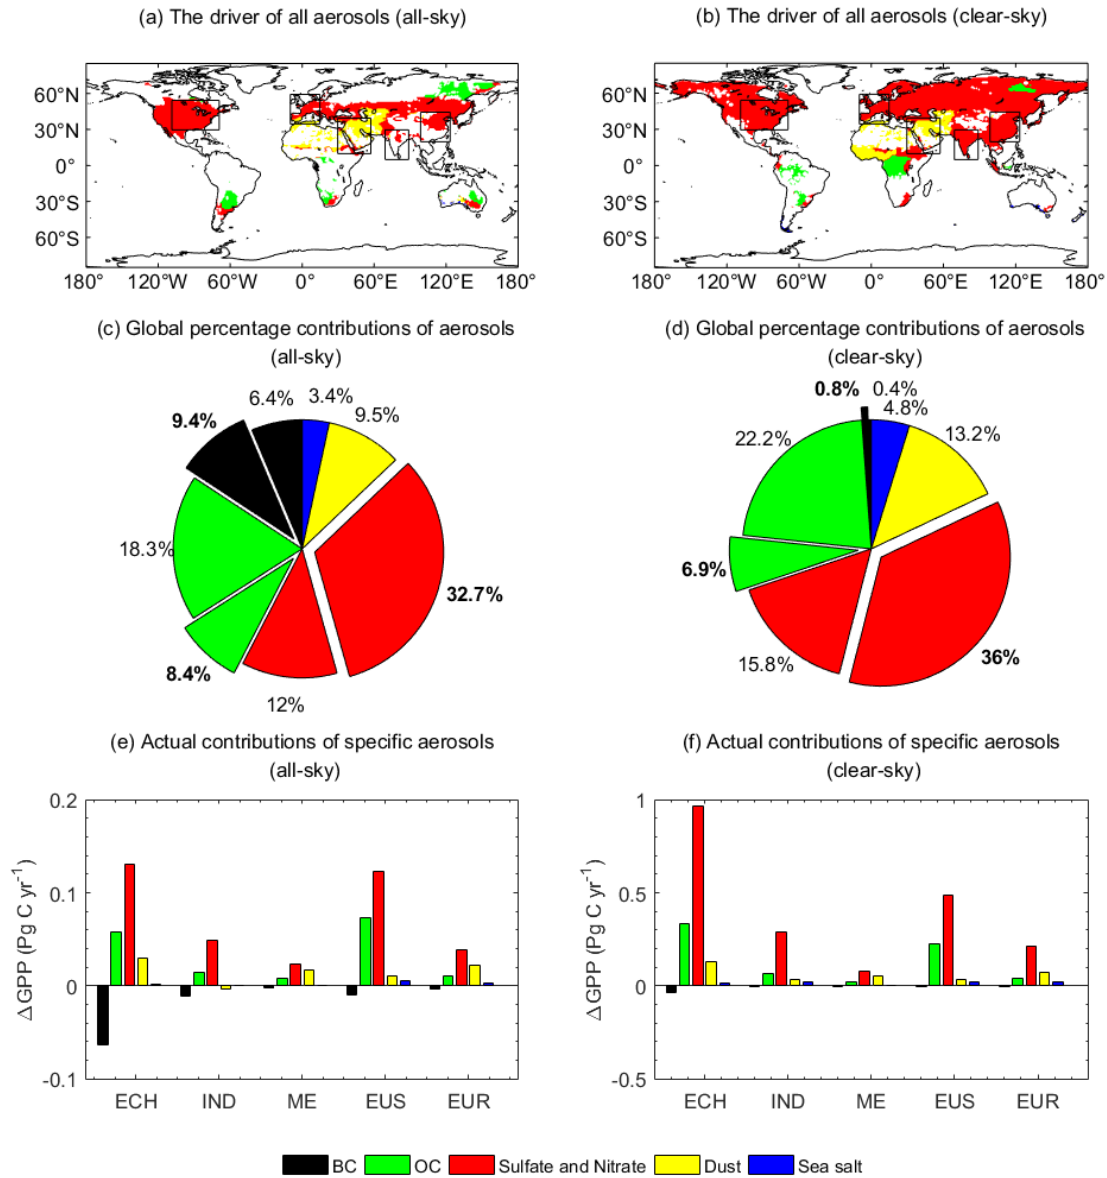 (a) The driver of all aerosols (all-sky)
(b) The driver of all aerosols (clear-sky)
60°N
30°N
0°
30°S
60°S
180°W
120°W
60°W
0°
60°E
120°E
180°
60°N
30°N
0°
30°S
60°S
180°W
120°W
60°W
0°
60°E
120°E
180°
(c) Global percentage contributions of aerosols
(all-sky)
(d) Global percentage contributions of aerosols
(clear-sky)
6.4%
3.4%
9.4%
9.5%
18.3%
32.7%
8.4%
12%
0.8%
0.4%
4.8%
22.2%
13.2%
6.9%
15.8%
36%
(e) Actual contributions of specific aerosols
(all-sky)
(f) Actual contributions of specific aerosols
(clear-sky)
ΔGPP (Pg C yr⁻¹)
0.2
0.1
0
-0.1
ECH
IND
ME
EUS
EUR
ΔGPP (Pg C yr⁻¹)
1
0.5
0
-0.5
ECH
IND
ME
EUS
EUR
BC
OC
Sulfate and Nitrate
Dust
Sea salt